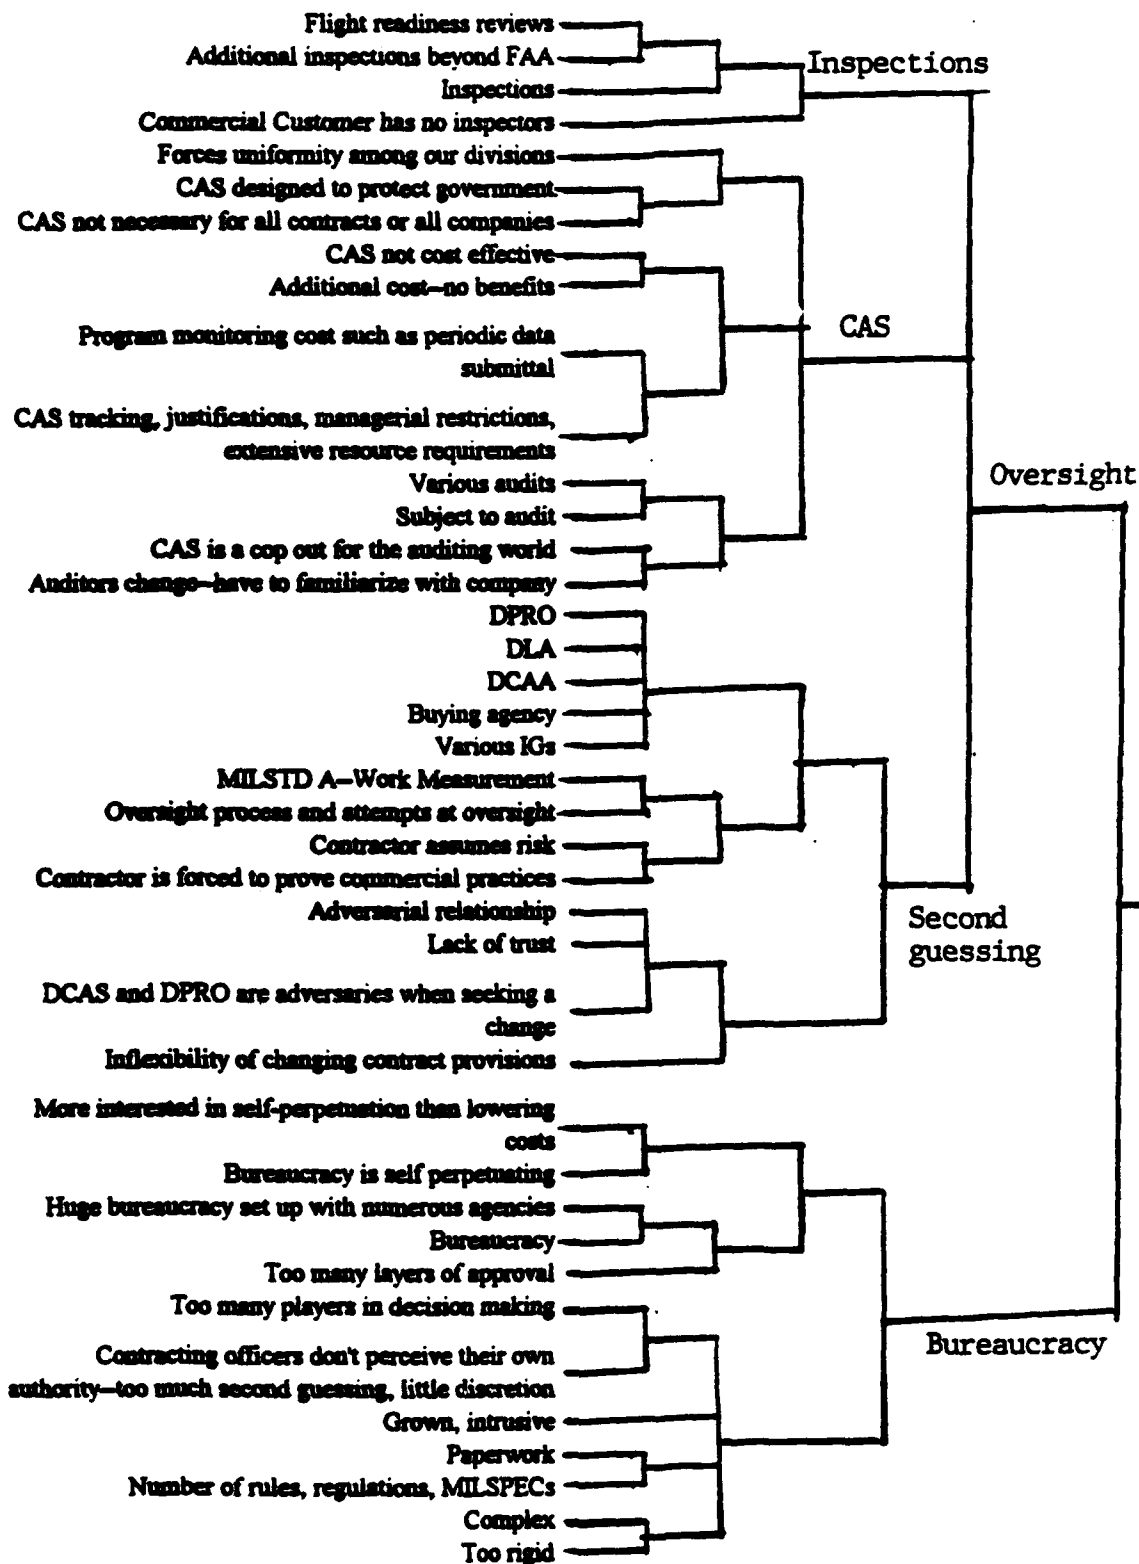 Flight readiness reviews
Additional inspections beyond FAA
Inspections
Inspections
Commercial Customer has no inspectors
Forces uniformity among our divisions
CAS designed to protect government
CAS not necessary for all contracts or all companies
CAS not cost effective
Additional cost–no benefits
CAS
Program monitoring cost such as periodic data
submittal
CAS tracking, justifications, managerial restrictions,
extensive resource requirements
Oversight
Various audits
Subject to audit
CAS is a cop out for the auditing world
Auditors change–have to familiarize with company
DPRO
DLA
DCAA
Buying agency
Various IGs
MILSTD A–Work Measurement
Oversight process and attempts at oversight
Contractor assumes risk
Contractor is forced to prove commercial practices
Adversarial relationship
Second
guessing
Lack of trust
DCAS and DPRO are adversaries when seeking a
change
Inflexibility of changing contract provisions
More interested in self-perpetuation than lowering
costs
Bureaucracy is self perpetuating
Huge bureaucracy set up with numerous agencies
Bureaucracy
Too many layers of approval
Too many players in decision making
Bureaucracy
Contracting officers don't perceive their own
authority–too much second guessing, little discretion
Grown, intrusive
Paperwork
Number of rules, regulations, MILSPECs
Complex
Too rigid